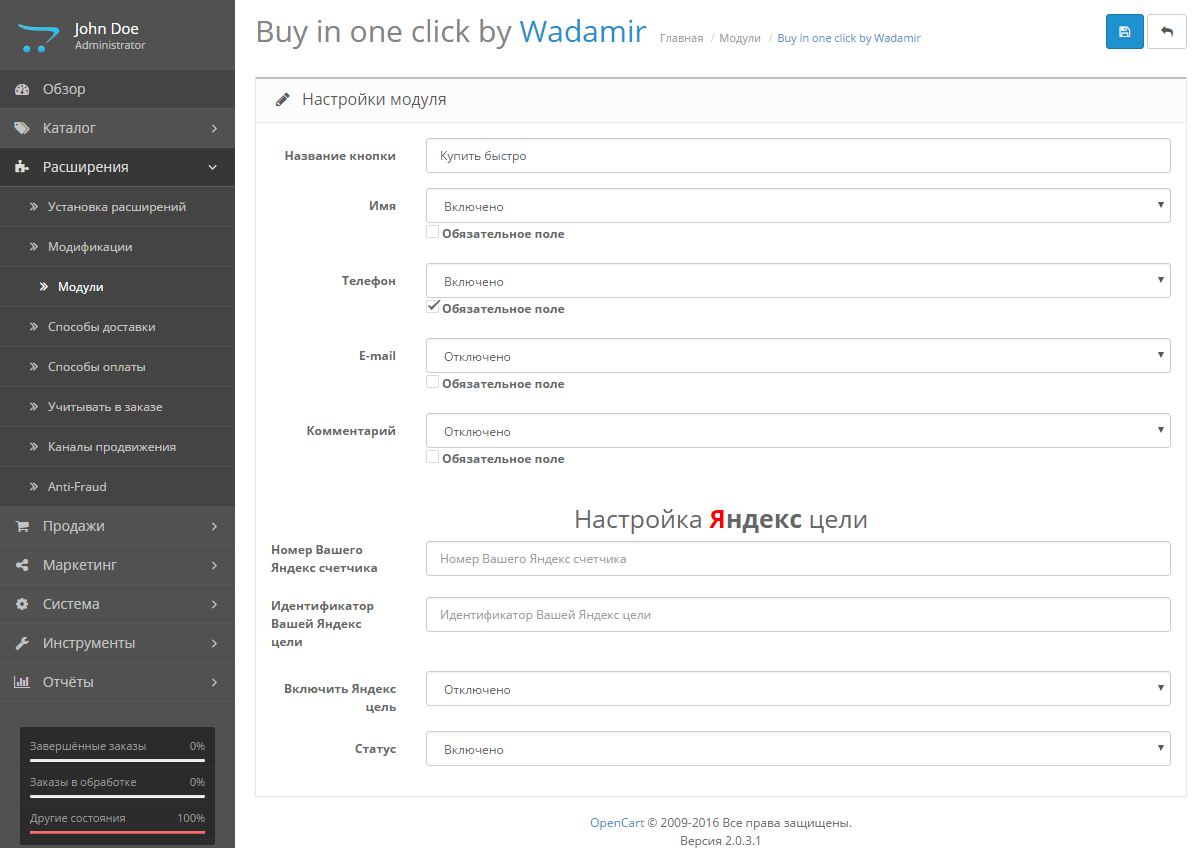 John Doe
Administrator
Обзор
Каталог
Расширения
Установка расширений
Модификации
Модули
Способы доставки
Способы оплаты
Учитывать в заказе
Каналы продвижения
Anti-Fraud
Продажи
Маркетинг
Система
Инструменты
Отчёты
Завершённые заказы 0%
Заказы в обработке 0%
Другие состояния 100%
Buy in one click by Wadamir Главная / Модули / Buy in one click by Wadamir
Настройки модуля
Название кнопки Купить быстро
Имя Включено
Обязательное поле
Телефон Включено
Обязательное поле
E-mail Отключено
Обязательное поле
Комментарий Отключено
Обязательное поле
Настройка Яндекс цели
Номер Вашего
Яндекс счетчика
Номер Вашего Яндекс счетчика
Идентификатор
Вашей Яндекс
цели
Идентификатор Вашей Яндекс цели
Включить Яндекс
цель
Отключено
Статус Включено
OpenCart © 2009-2016 Все права защищены.
Версия 2.0.3.1